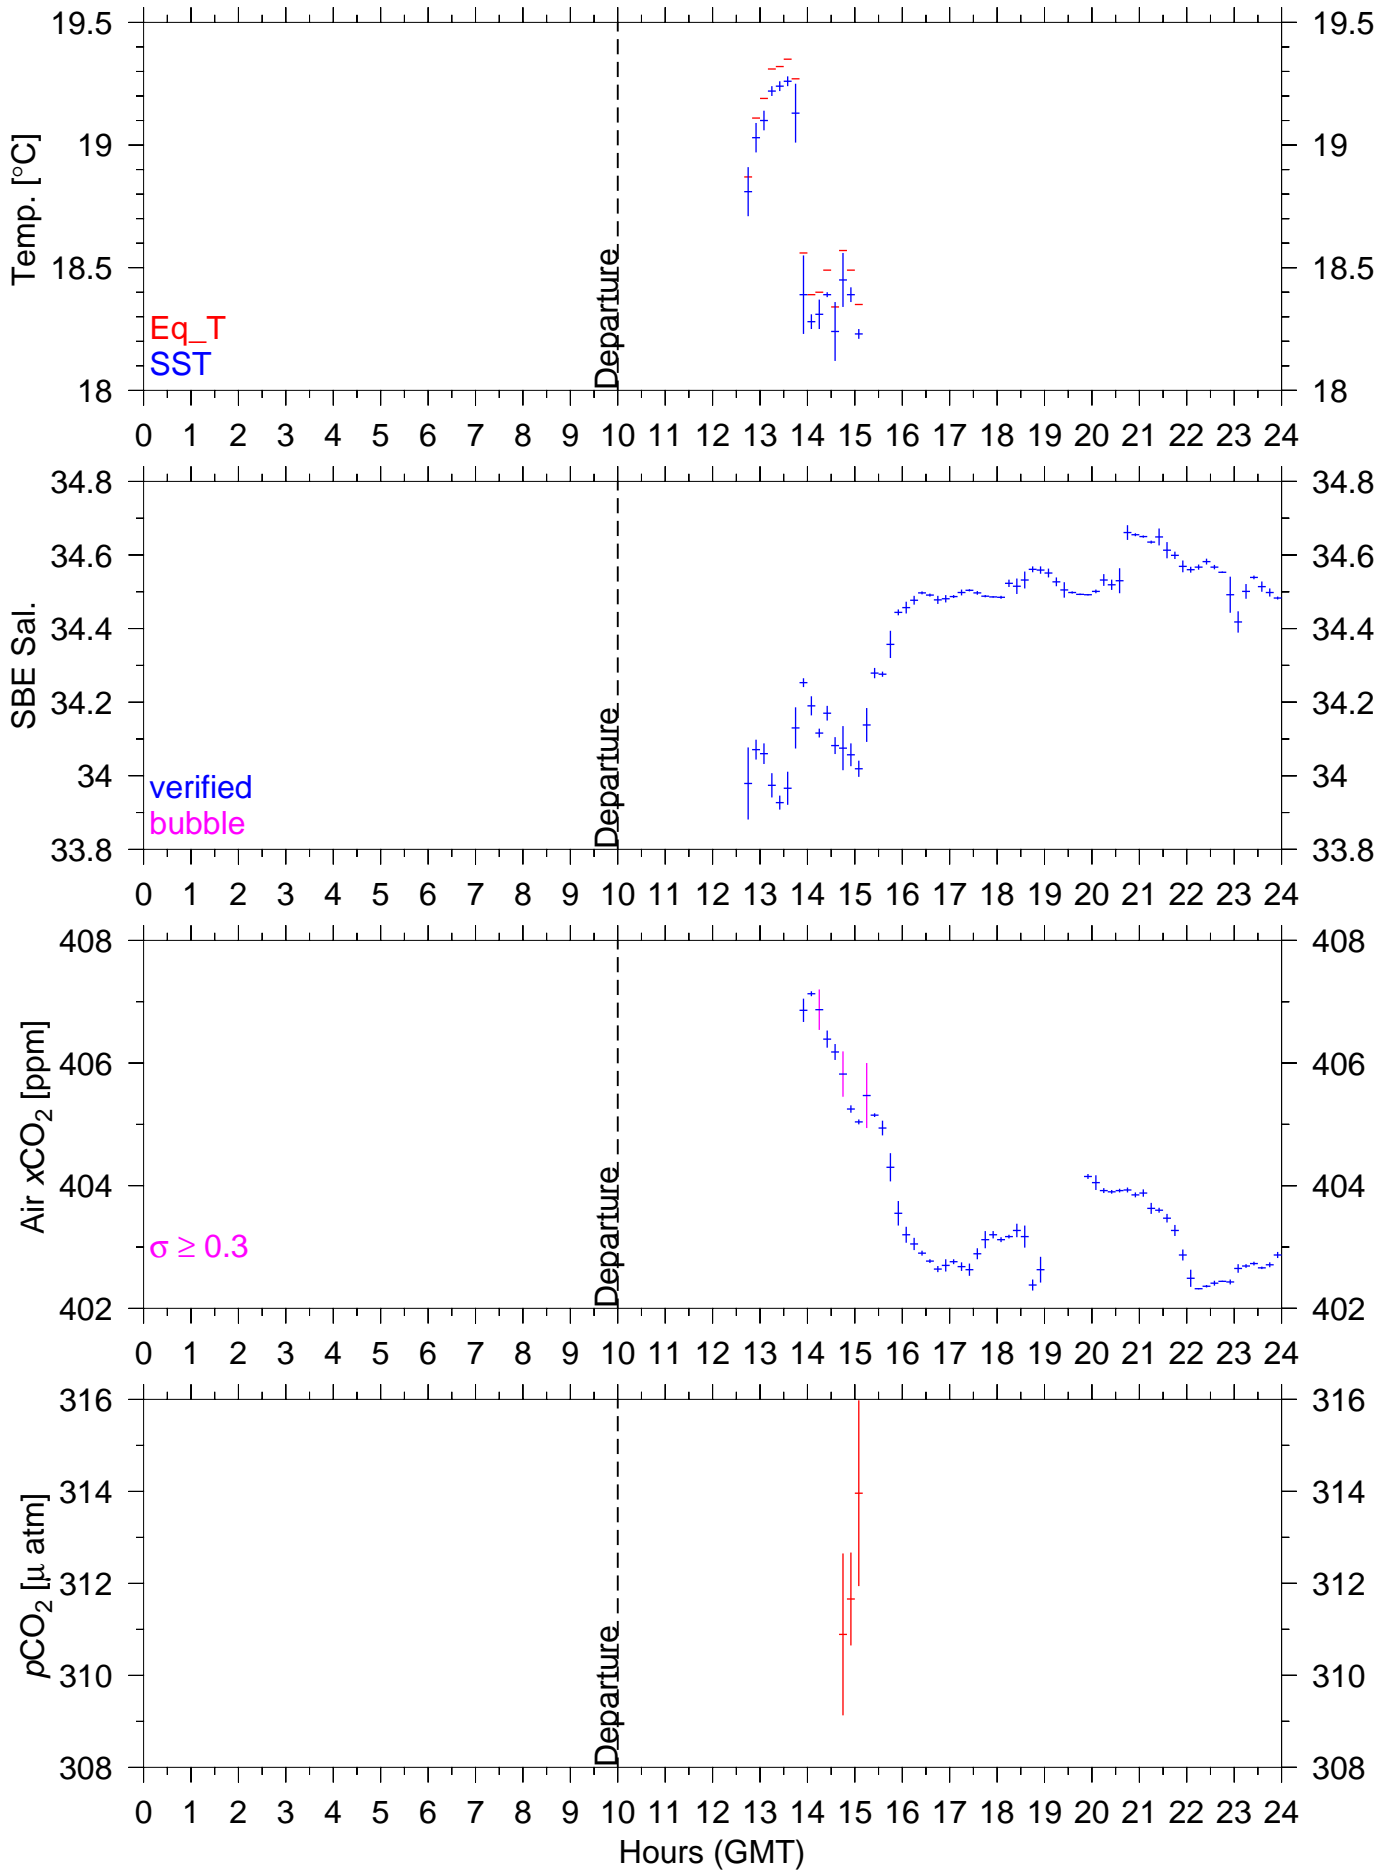 19.5 19.5
19 19
18.5 18.5
18 18
Temp. [°C]
Eq_T
SST
Departure
0 1 2 3 4 5 6 7 8 9 10 11 12 13 14 15 16 17 18 19 20 21 22 23 24
34.8 34.8
34.6 34.6
34.4 34.4
34.2 34.2
34 34
33.8 33.8
SBE Sal.
verified
bubble
Departure
0 1 2 3 4 5 6 7 8 9 10 11 12 13 14 15 16 17 18 19 20 21 22 23 24
408 408
406 406
404 404
402 402
Air xCO₂ [ppm]
σ ≥ 0.3
Departure
0 1 2 3 4 5 6 7 8 9 10 11 12 13 14 15 16 17 18 19 20 21 22 23 24
316 316
314 314
312 312
310 310
308 308
pCO₂ [μ atm]
Departure
0 1 2 3 4 5 6 7 8 9 10 11 12 13 14 15 16 17 18 19 20 21 22 23 24
Hours (GMT)